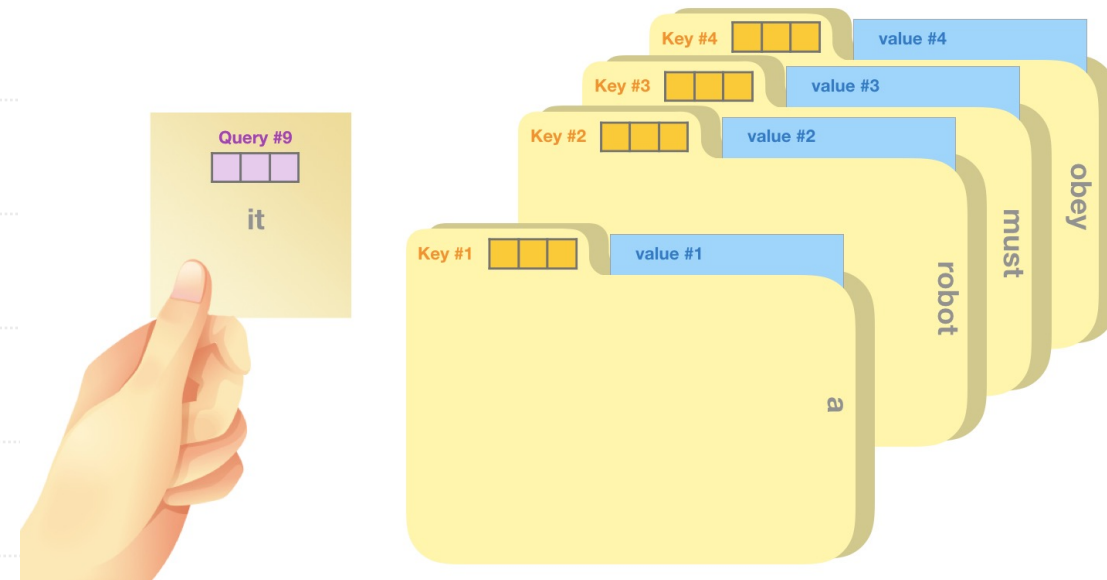 Query #9
it
Key #1
value #1
a
Key #2
value #2
robot
Key #3
value #3
must
Key #4
value #4
obey